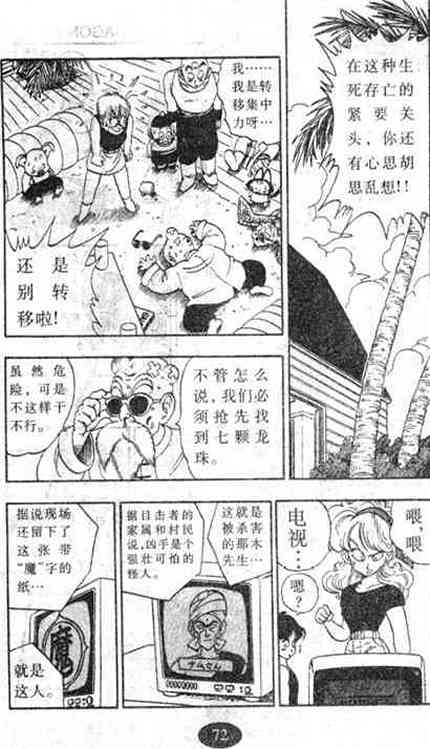 在这种生
死存亡的
紧要关
头，你还
有心思胡
思乱想!!
我……
我是转
移集中
力呀…
还是
别转
移啦!
不管怎么
说，我们必
须抢先找
到七颗龙
珠。
虽然危
险，可是
不这样干
不行。
喂，喂
电视…
嗯?
这就是
被杀害
的那木
先生…
ナムさん
据目击者的
家属和村民
说，凶手是个
强壮可怕的
怪人。
据说现场
还留下了
这张带
“魔”字的
纸…
魔
就是
这人。
72